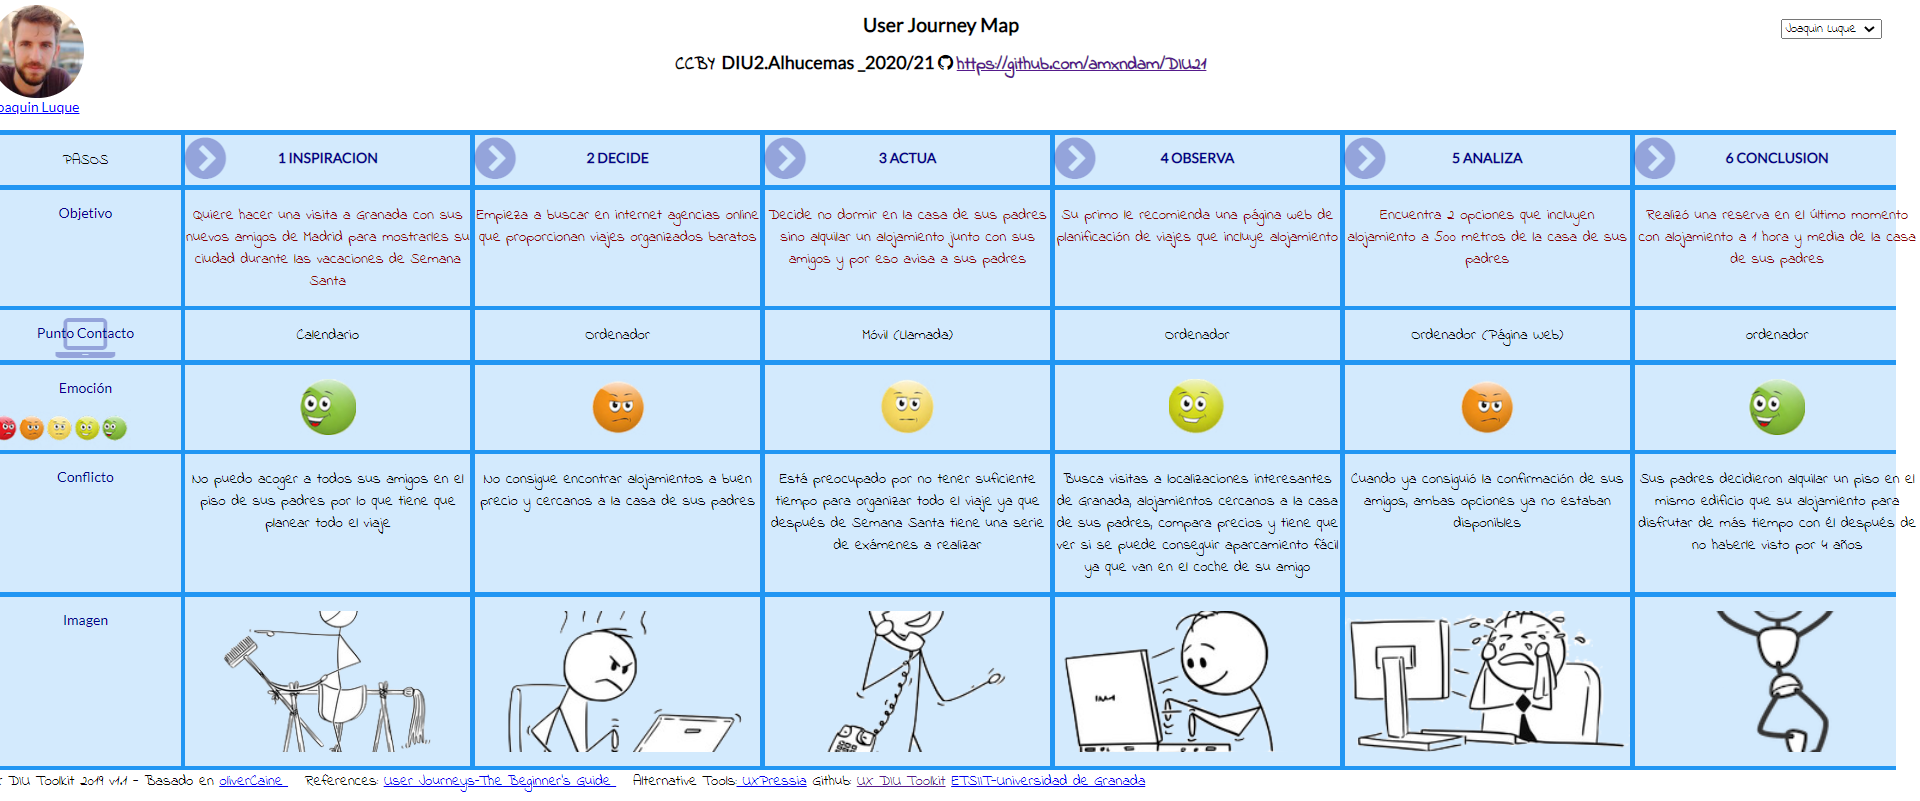 User Journey Map
Joaquin Luque
CCBY DIU2.Alhucemas _2020/21 https://github.com/amxndam/DIU21
oaquin Luque
PASOS
1 INSPIRACION
2 DECIDE
3 ACTUA
4 OBSERVA
5 ANALIZA
6 CONCLUSION
Objetivo
Quiere hacer una visita a Granada con sus
nuevos amigos de Madrid para mostrarles su
ciudad durante las vacaciones de Semana
Santa
Empieza a buscar en internet agencias online
que proporcionan viajes organizados baratos
Decide no dormir en la casa de sus padres
sino alquilar un alojamiento junto con sus
amigos y por eso avisa a sus padres
Su primo le recomienda una página web de
planificación de viajes que incluye alojamiento
Encuentra 2 opciones que incluyen
alojamiento a 500 metros de la casa de sus
padres
Realizó una reserva en el último momento
con alojamiento a 1 hora y media de la casa
de sus padres
Punto Contacto
Calendario
Ordenador
Móvil (Llamada)
Ordenador
Ordenador (Página Web)
ordenador
Emoción
Conflicto
No puedo acoger a todos sus amigos en el
piso de sus padres por lo que tiene que
planear todo el viaje
No consigue encontrar alojamientos a buen
precio y cercanos a la casa de sus padres
Está preocupado por no tener suficiente
tiempo para organizar todo el viaje ya que
después de Semana Santa tiene una serie
de exámenes a realizar
Busca visitas a localizaciones interesantes
de Granada, alojamientos cercanos a la casa
de sus padres, compara precios y tiene que
ver si se puede conseguir aparcamiento fácil
ya que van en el coche de su amigo
Cuando ya consiguió la confirmación de sus
amigos, ambas opciones ya no estaban
disponibles
Sus padres decidieron alquilar un piso en el
mismo edificio que su alojamiento para
disfrutar de más tiempo con él después de
no haberle visto por 4 años
Imagen
DIU Toolkit 2019 v1.1 - Basado en oliverCaine References: User Journeys-The Beginner's Guide Alternative Tools: UXPressia Github: UX DIU Toolkit ETSIIT-Universidad de Granada